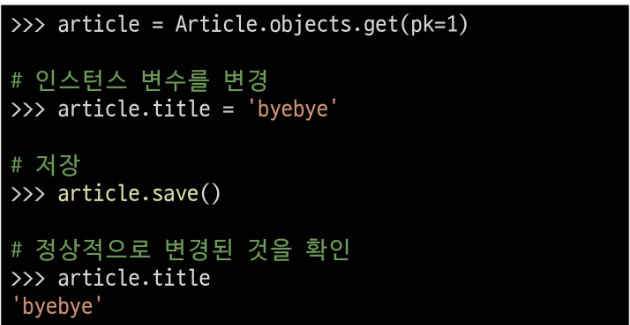 >>> article = Article.objects.get(pk=1)
# 인스턴스 변수를 변경
>>> article.title = 'byebye'
# 저장
>>> article.save()
# 정상적으로 변경된 것을 확인
>>> article.title
'byebye'